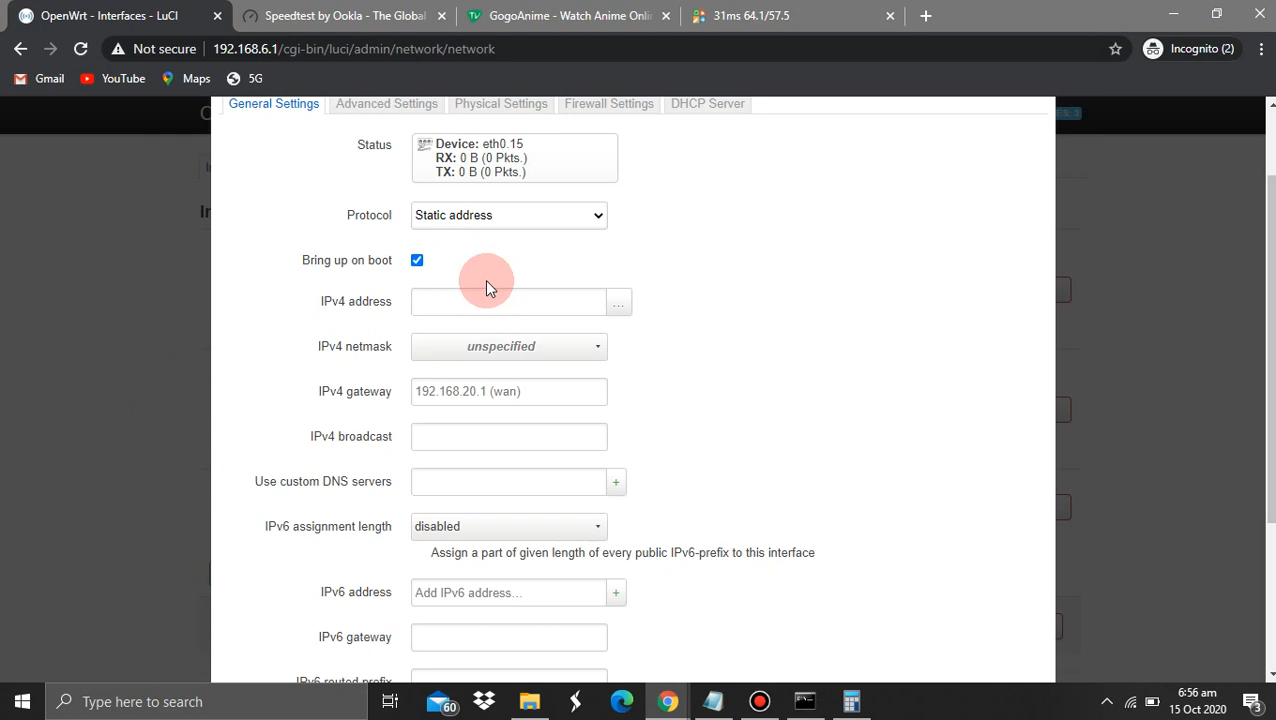 OpenWrt - Interfaces - LuCI
Speedtest by Ookla - The Global
GogoAnime - Watch Anime Onlin
31ms 64.1/57.5
Not secure
192.168.6.1/cgi-bin/luci/admin/network/network
Incognito (2)
Gmail
YouTube
Maps
5G
General Settings
Advanced Settings
Physical Settings
Firewall Settings
DHCP Server
Status
Device: eth0.15
RX: 0 B (0 Pkts.)
TX: 0 B (0 Pkts.)
Protocol
Static address
Bring up on boot
IPv4 address
...
IPv4 netmask
unspecified
IPv4 gateway
192.168.20.1 (wan)
IPv4 broadcast
Use custom DNS servers
+
IPv6 assignment length
disabled
Assign a part of given length of every public IPv6-prefix to this interface
IPv6 address
Add IPv6 address...
+
IPv6 gateway
IPv6 routed prefix
Type here to search
60
6:56 am
15 Oct 2020
3